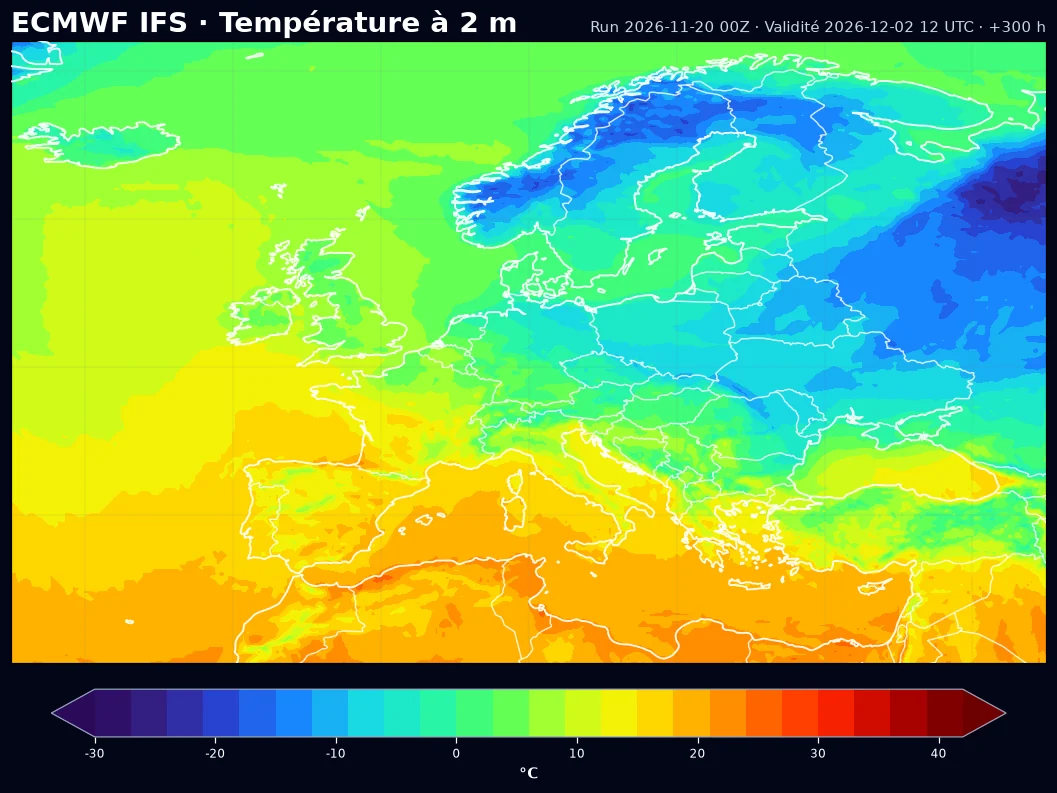 ECMWF IFS · Température à 2 m
Run 2026-11-20 00Z · Validité 2026-12-02 12 UTC · +300 h
-30 -20 -10 0 10 20 30 40
°C